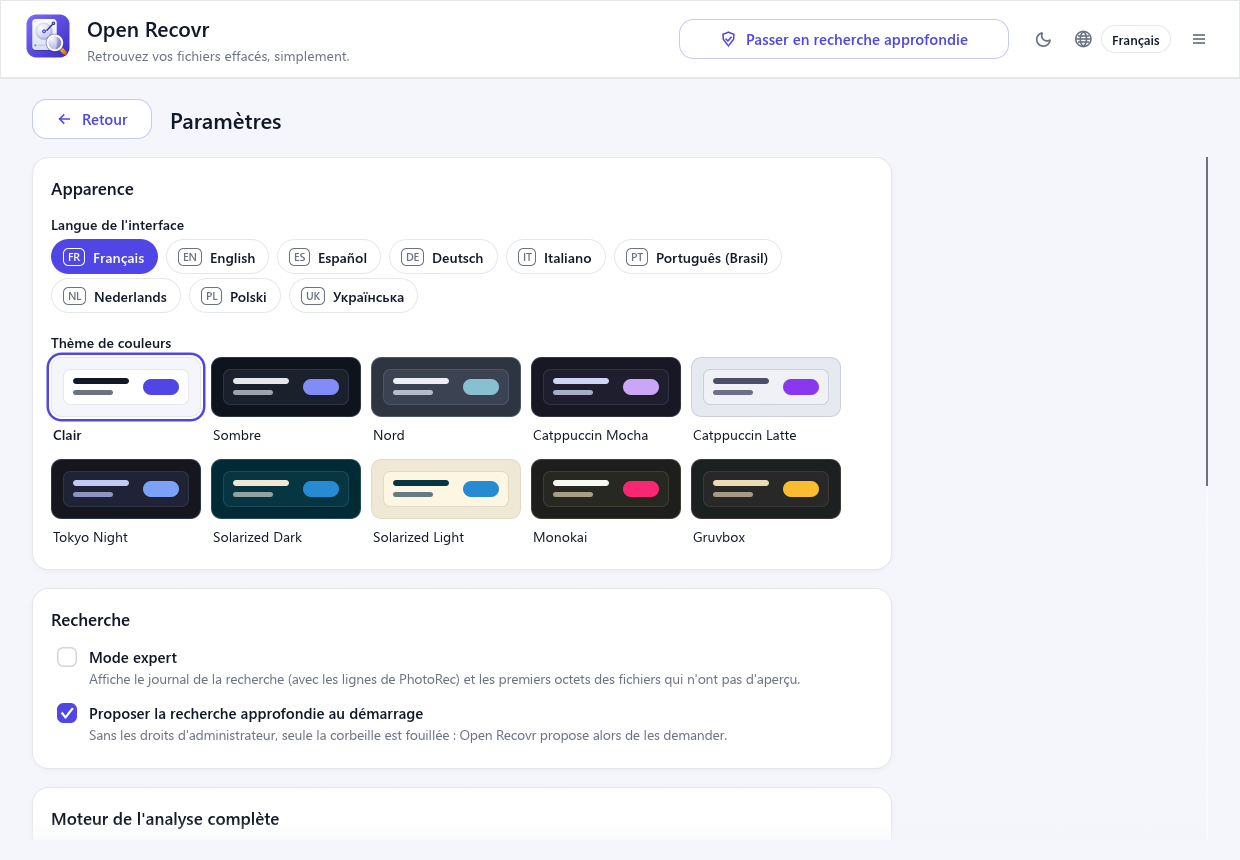 Open Recovr
Retrouvez vos fichiers effacés, simplement.
Passer en recherche approfondie
Français
Retour
Paramètres
Apparence
Langue de l'interface
FR Français EN English ES Español DE Deutsch IT Italiano PT Português (Brasil)
NL Nederlands PL Polski UK Українська
Thème de couleurs
Clair Sombre Nord Catppuccin Mocha Catppuccin Latte
Tokyo Night Solarized Dark Solarized Light Monokai Gruvbox
Recherche
Mode expert
Affiche le journal de la recherche (avec les lignes de PhotoRec) et les premiers octets des fichiers qui n'ont pas d'aperçu.
Proposer la recherche approfondie au démarrage
Sans les droits d'administrateur, seule la corbeille est fouillée : Open Recovr propose alors de les demander.
Moteur de l'analyse complète